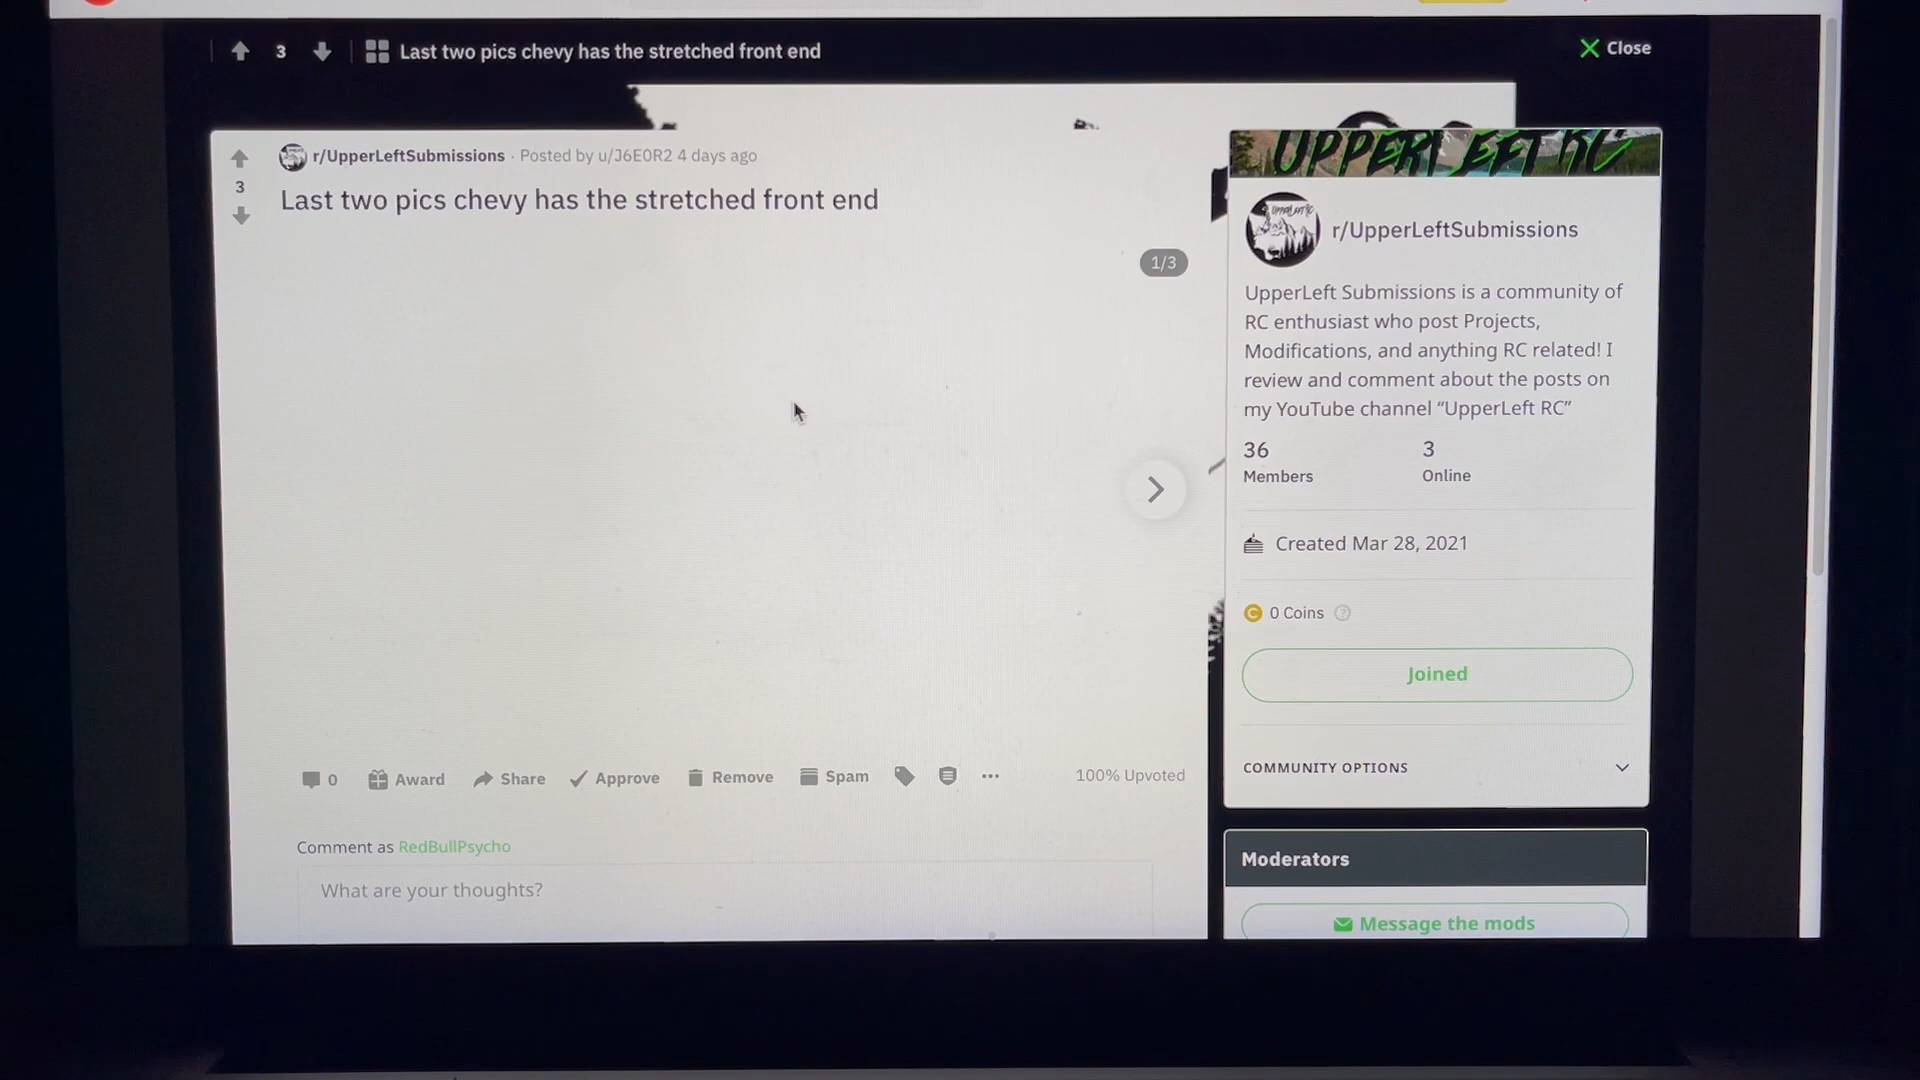 3 Last two pics chevy has the stretched front end
Close
r/UpperLeftSubmissions · Posted by u/J6E0R2 4 days ago
3
Last two pics chevy has the stretched front end
1/3
0 Award Share Approve Remove Spam ••• 100% Upvoted
Comment as RedBullPsycho
What are your thoughts?
UPPERLEFT RC
r/UpperLeftSubmissions
UpperLeft Submissions is a community of
RC enthusiast who post Projects,
Modifications, and anything RC related! I
review and comment about the posts on
my YouTube channel “UpperLeft RC”
36 3
Members Online
Created Mar 28, 2021
0 Coins
Joined
COMMUNITY OPTIONS
Moderators
Message the mods